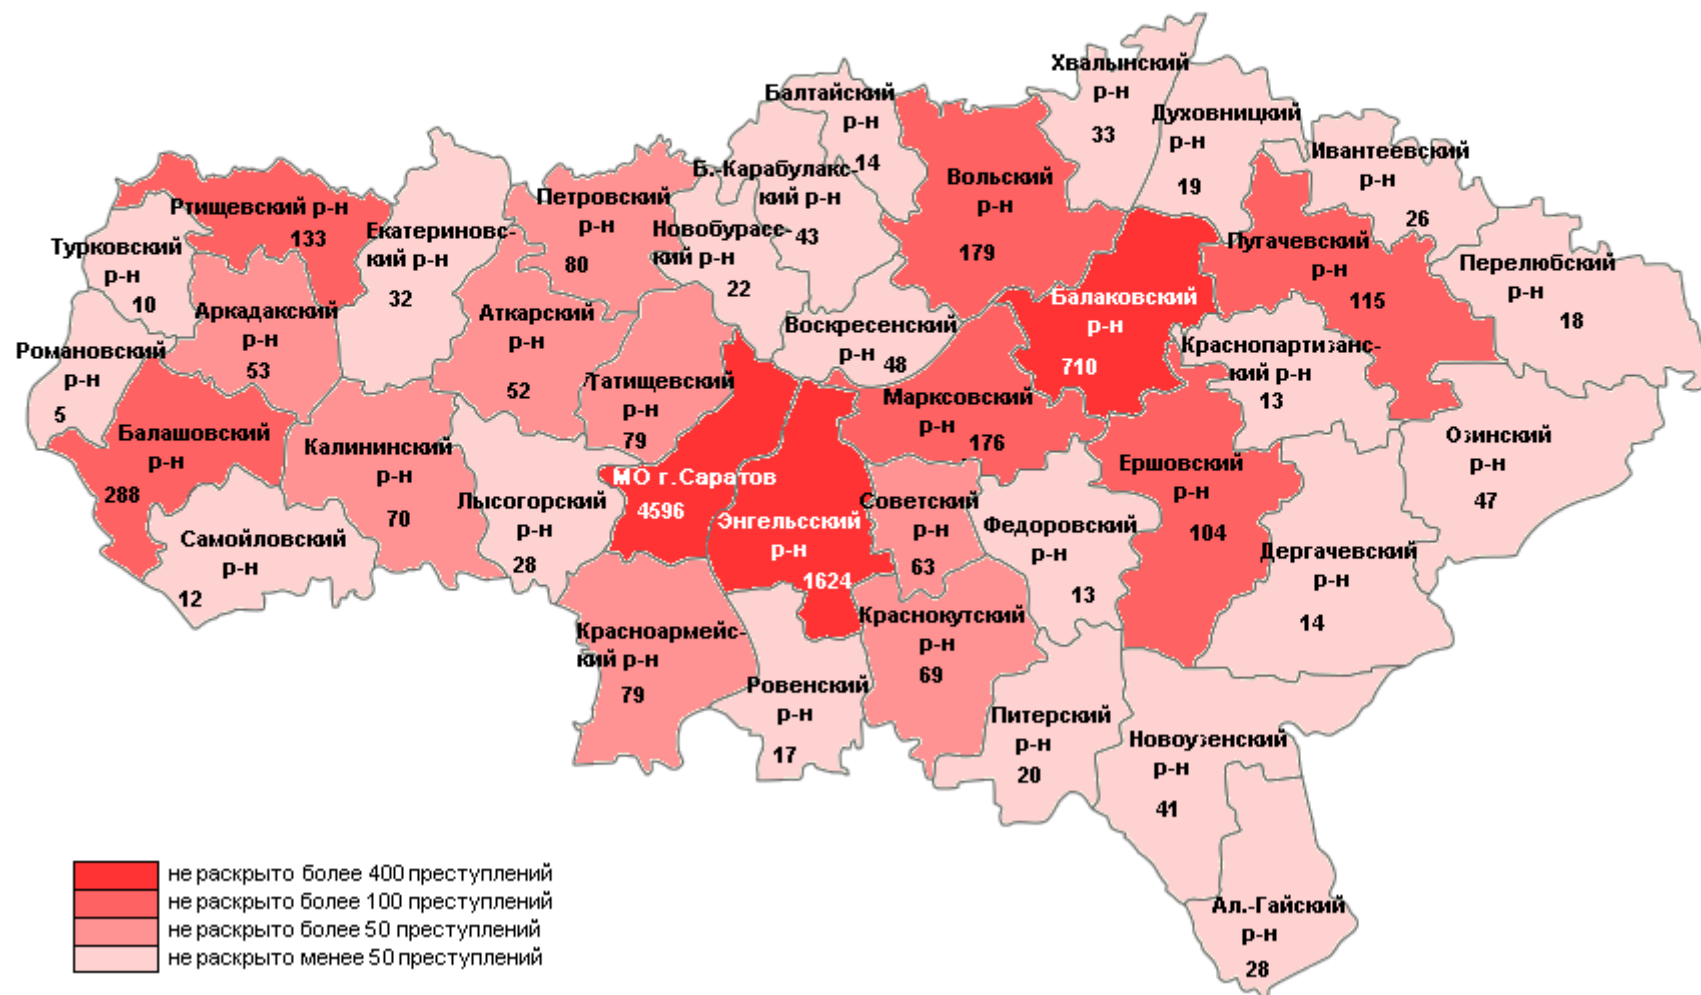 Хвалынский
р-н
33
Балтайский
р-н
14
Духовницкий
р-н
19
Ивантеевский
р-н
26
Б.-Карабулакс-
кий р-н
43
Вольский
р-н
179
Петровский
р-н
80
Ртищевский р-н
133
Екатериновс-
кий р-н
32
Новобурасс-
кий р-н
22
Турковский
р-н
10
Пугачевский
р-н
115
Перелюбский
р-н
18
Балаковский
р-н
710
Аркадакский
р-н
53
Аткарский
р-н
52
Воскресенский
р-н 48
Романовский
р-н
5
Краснопартизанс-
кий р-н
13
Татищевский
р-н
79
Марксовский
р-н
176
Балашовский
р-н
288
Калининский
р-н
70
Озинский
р-н
47
Ершовский
р-н
104
МО г.Саратов
4596
Лысогорский
р-н
28
Советский
р-н
63
Энгельсский
р-н
1624
Федоровский
р-н
13
Самойловский
р-н
12
Дергачевский
р-н
14
Краснокутский
р-н
69
Красноармейс-
кий р-н
79
Ровенский
р-н
17
Питерский
р-н
20
Новоузенский
р-н
41
Ал.-Гайский
р-н
28
не раскрыто более 400 преступлений
не раскрыто более 100 преступлений
не раскрыто более 50 преступлений
не раскрыто менее 50 преступлений